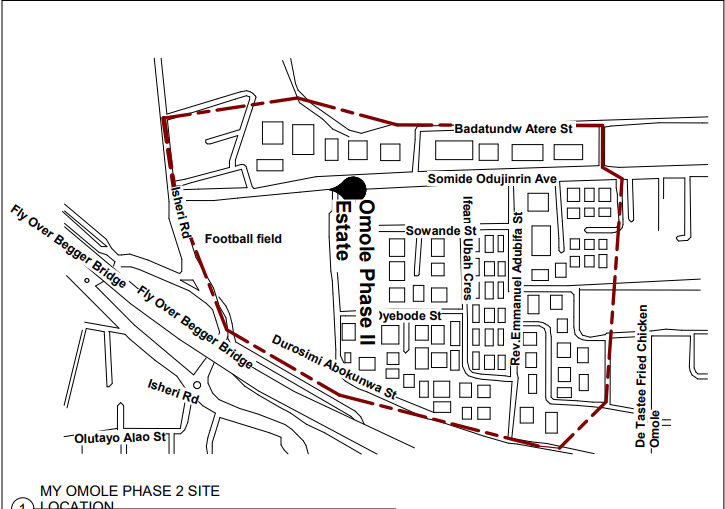 Badatundw Atere St
Somide Odujinrin Ave
Isheri Rd
Football field
Omole Phase II
Estate
Sowande St
Ifeanyi Ubah Cres
Rev.Emmanuel Adubifa St
Fly Over Begger Bridge
Fly Over Begger Bridge
Oyebode St
Durosimi Abokunwa St
Isheri Rd
Olutayo Alao St
De Tastee Fried Chicken
Omole
MY OMOLE PHASE 2 SITE
LOCATION
1